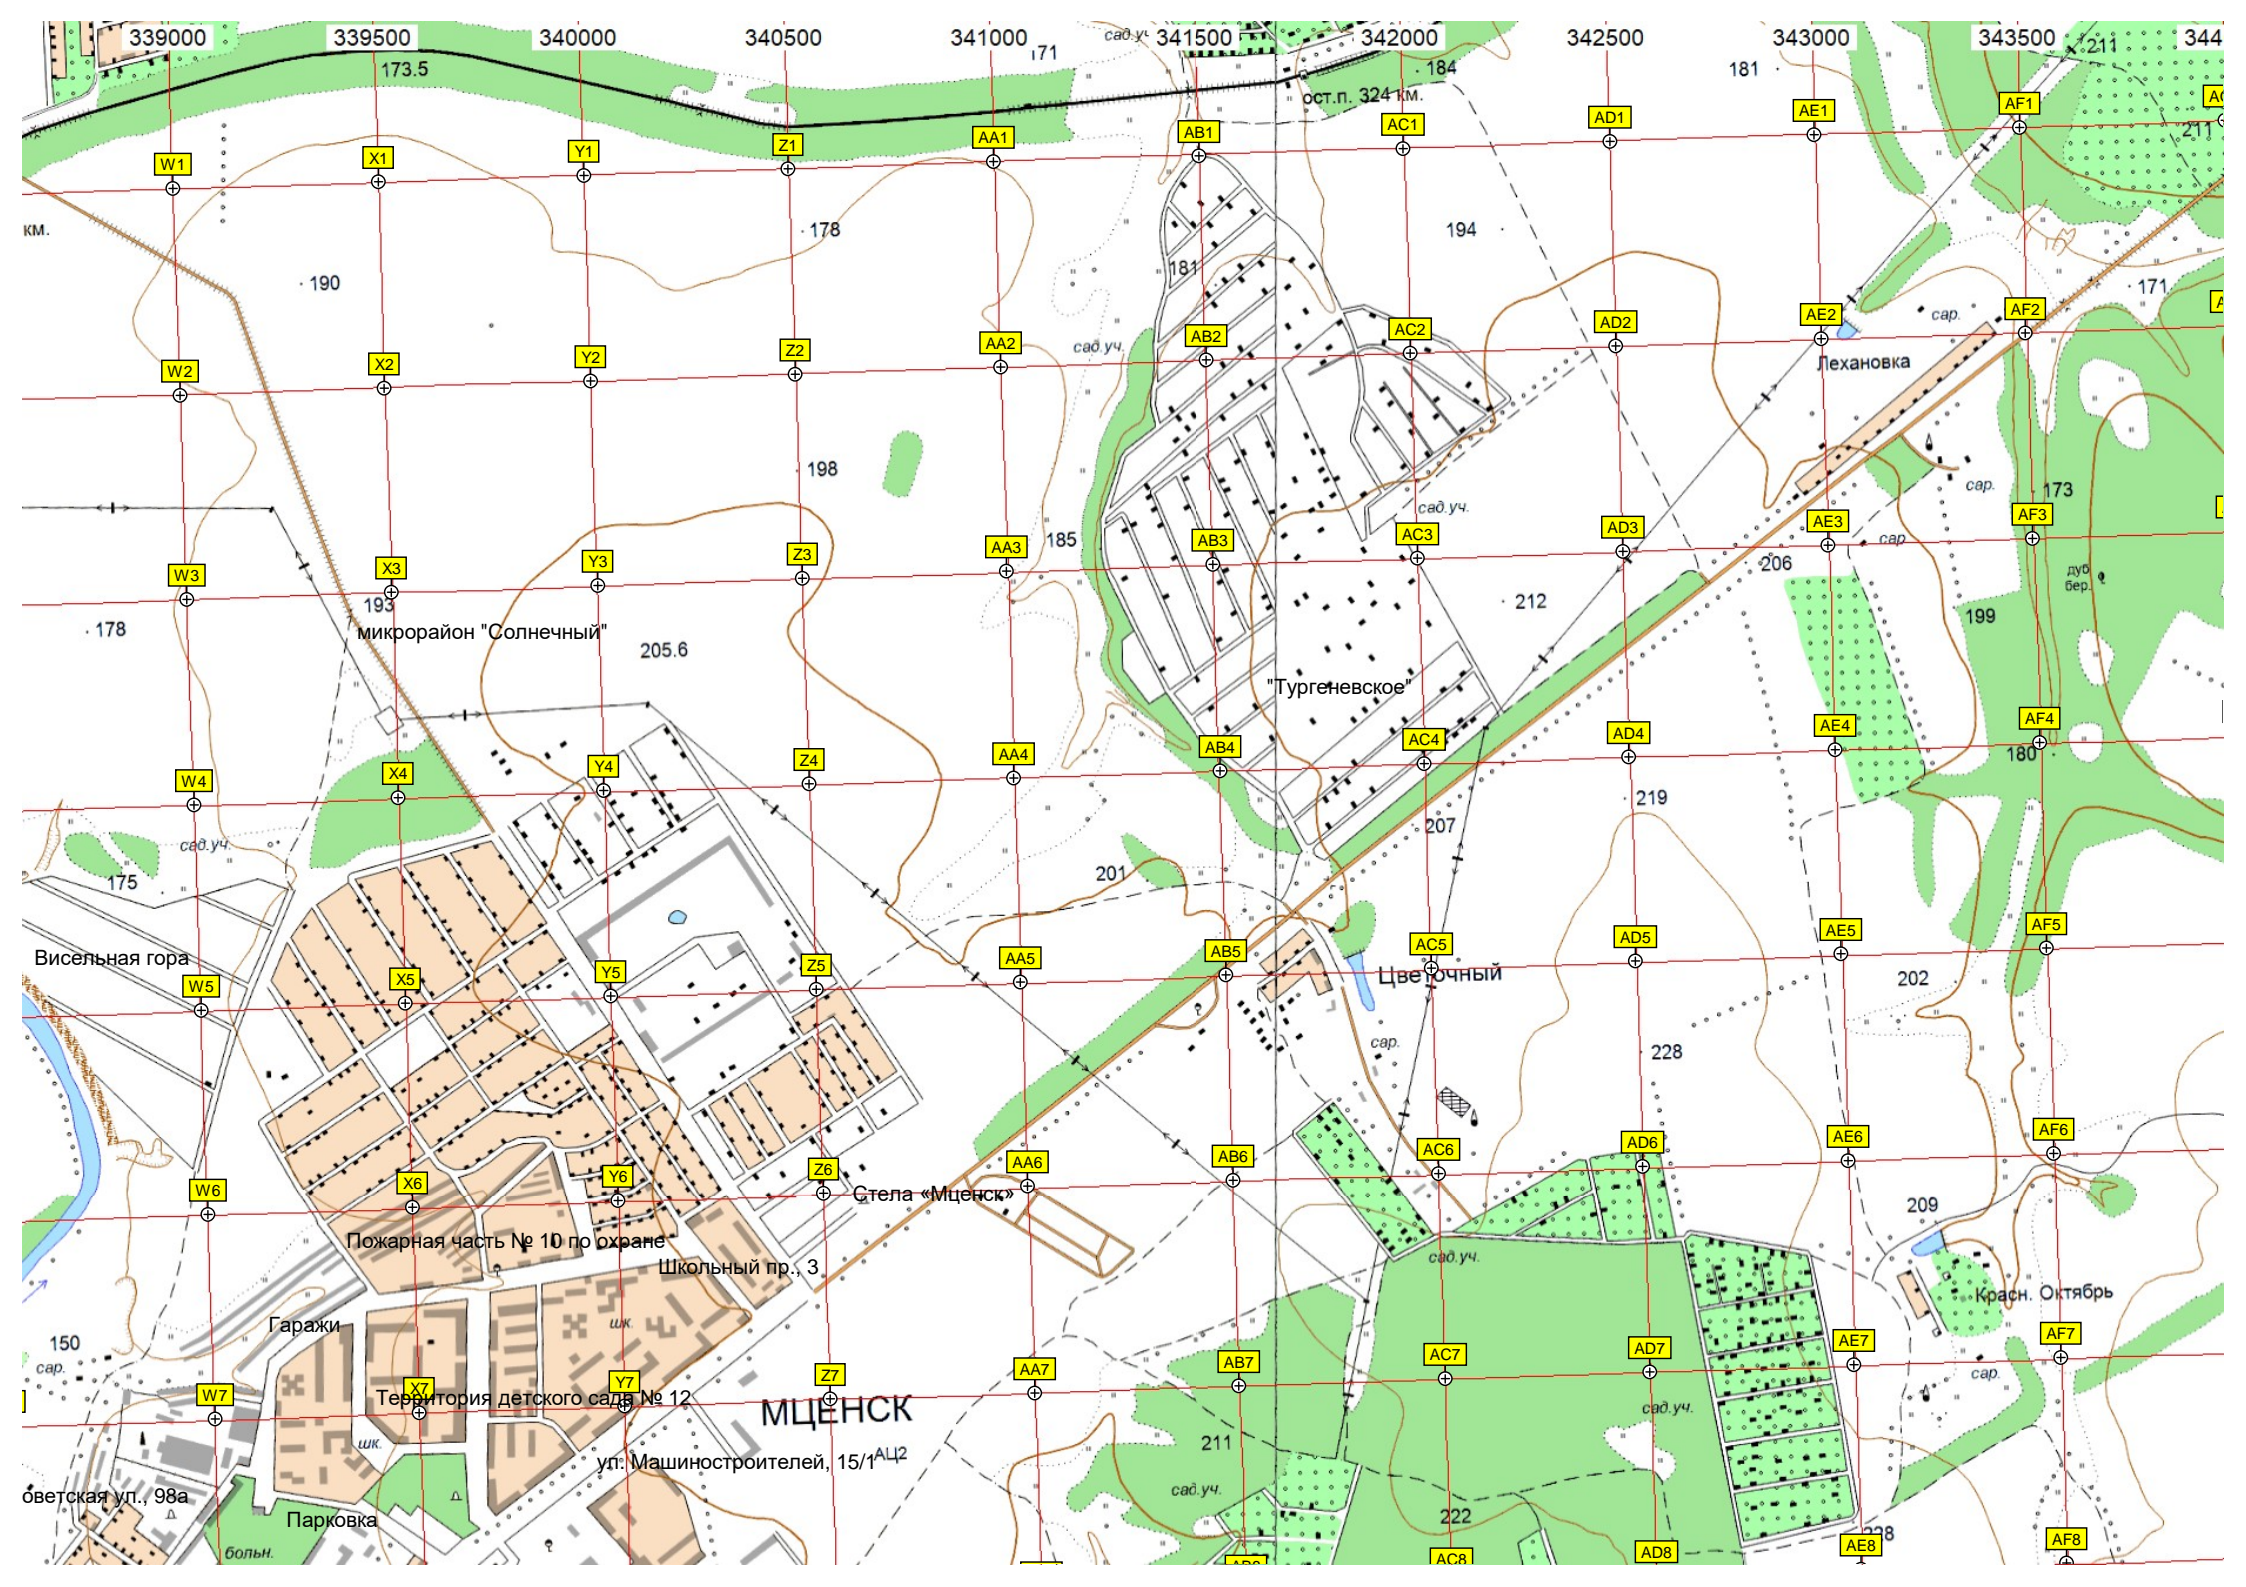 339000 339500 340000 340500 341000 341500 342000 342500 343000 343500 344
173.5
171
сад.уч.
184
181
211
ост.п. 324 км.
W1 X1 Y1 Z1 AA1 AB1 AC1 AD1 AE1 AF1
211
км.
178
194
181
190
171
сар.
W2 X2 Y2 Z2 AA2 AB2 AC2 AD2 AE2 AF2
сад.уч.
Лехановка
198
сад.уч.
сар.
173
185
сар.
W3 X3 Y3 Z3 AA3 AB3 AC3 AD3 AE3 AF3
206
дуб.
бер.
193
212
199
178
микрорайон "Солнечный"
205.6
"Тургеневское"
W4 X4 Y4 Z4 AA4 AB4 AC4 AD4 AE4 AF4
180
219
207
сад.уч.
175
201
Висельная гора
W5 X5 Y5 Z5 AA5 AB5 AC5 AD5 AE5 AF5
Цветочный
202
сар.
228
W6 X6 Y6 Z6 AA6 AB6 AC6 AD6 AE6 AF6
Стела «Мценск»
209
Пожарная часть № 10 по охране
Школьный пр., 3
сад.уч.
Красн. Октябрь
Гаражи
шк.
150
сар.
W7 X7 Y7 Z7 AA7 AB7 AC7 AD7 AE7 AF7
сар.
Территория детского сада № 12
МЦЕНСК
сад.уч.
шк.
211
ул. Машиностроителей, 15/1
АЦ2
оветская ул., 98а
сад.уч.
Парковка
222
больн.
AC8 AD8 AE8 AF8